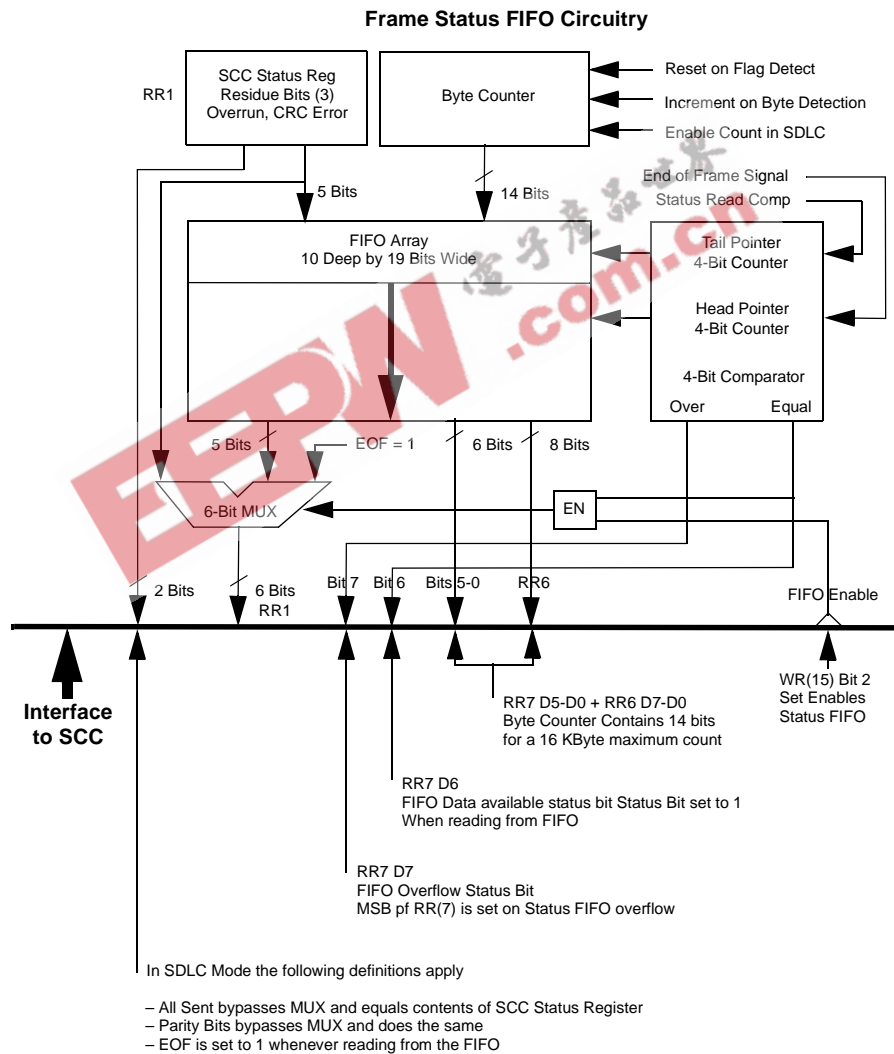 Frame Status FIFO Circuitry
RR1
SCC Status Reg
Residue Bits (3)
Overrun, CRC Error
Byte Counter
Reset on Flag Detect
Increment on Byte Detection
Enable Count in SDLC
End of Frame Signal
Status Read Comp
5 Bits
14 Bits
FIFO Array
10 Deep by 19 Bits Wide
Tail Pointer
4-Bit Counter
Head Pointer
4-Bit Counter
4-Bit Comparator
Over
Equal
5 Bits
EOF = 1
6 Bits
8 Bits
6-Bit MUX
EN
2 Bits
6 Bits
RR1
Bit 7
Bit 6
Bits 5-0
RR6
FIFO Enable
Interface
to SCC
WR(15) Bit 2
Set Enables
Status FIFO
RR7 D5-D0 + RR6 D7-D0
Byte Counter Contains 14 bits
for a 16 KByte maximum count
RR7 D6
FIFO Data available status bit Status Bit set to 1
When reading from FIFO
RR7 D7
FIFO Overflow Status Bit
MSB pf RR(7) is set on Status FIFO overflow
In SDLC Mode the following definitions apply
– All Sent bypasses MUX and equals contents of SCC Status Register
– Parity Bits bypasses MUX and does the same
– EOF is set to 1 whenever reading from the FIFO
EEPW
.com.cn
電子產品世界